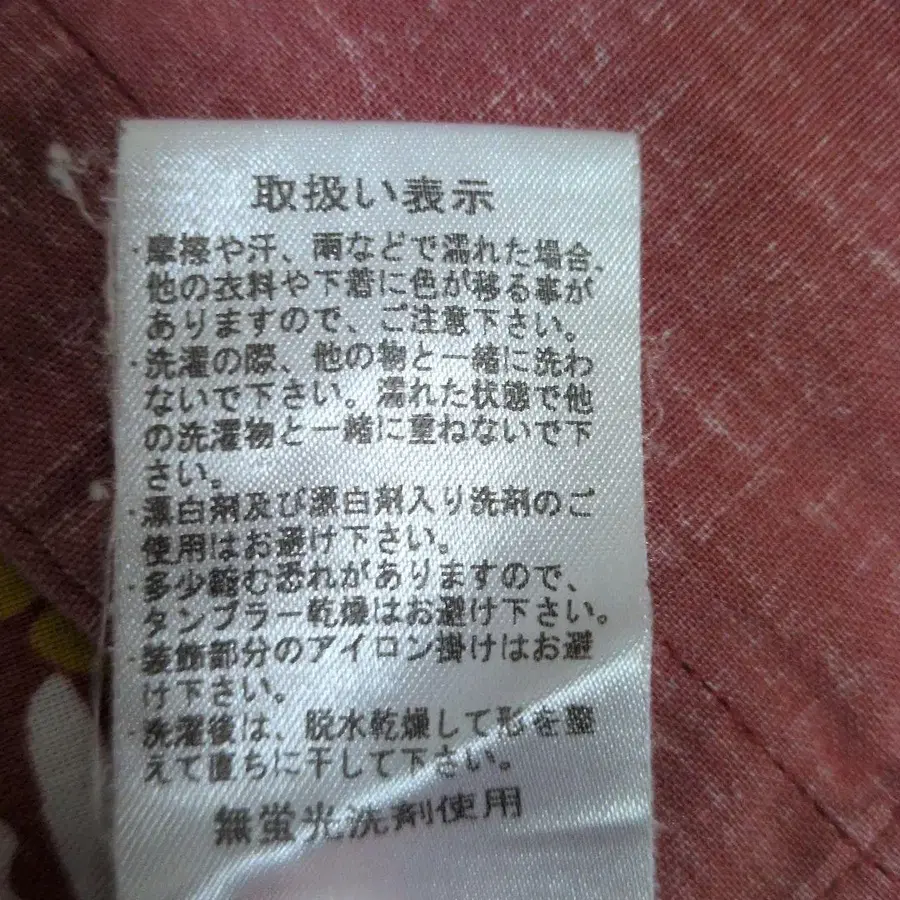 取扱い表示
・摩擦や汗、雨などで濡れた場合、
他の衣料や下着に色が移る事が
ありますので、ご注意下さい。
・洗濯の際、他の物と一緒に洗わ
ないで下さい。濡れた状態で他
の洗濯物と一緒に重ねないで下
さい。
・漂白剤及び漂白剤入り洗剤のご
使用はお避け下さい。
・多少縮む恐れがありますので、
タンブラー乾燥はお避け下さい。
・装飾部分のアイロン掛けはお避
け下さい。
・洗濯後は、脱水乾燥して形を整
えて直ちに干して下さい。
無蛍光洗剤使用